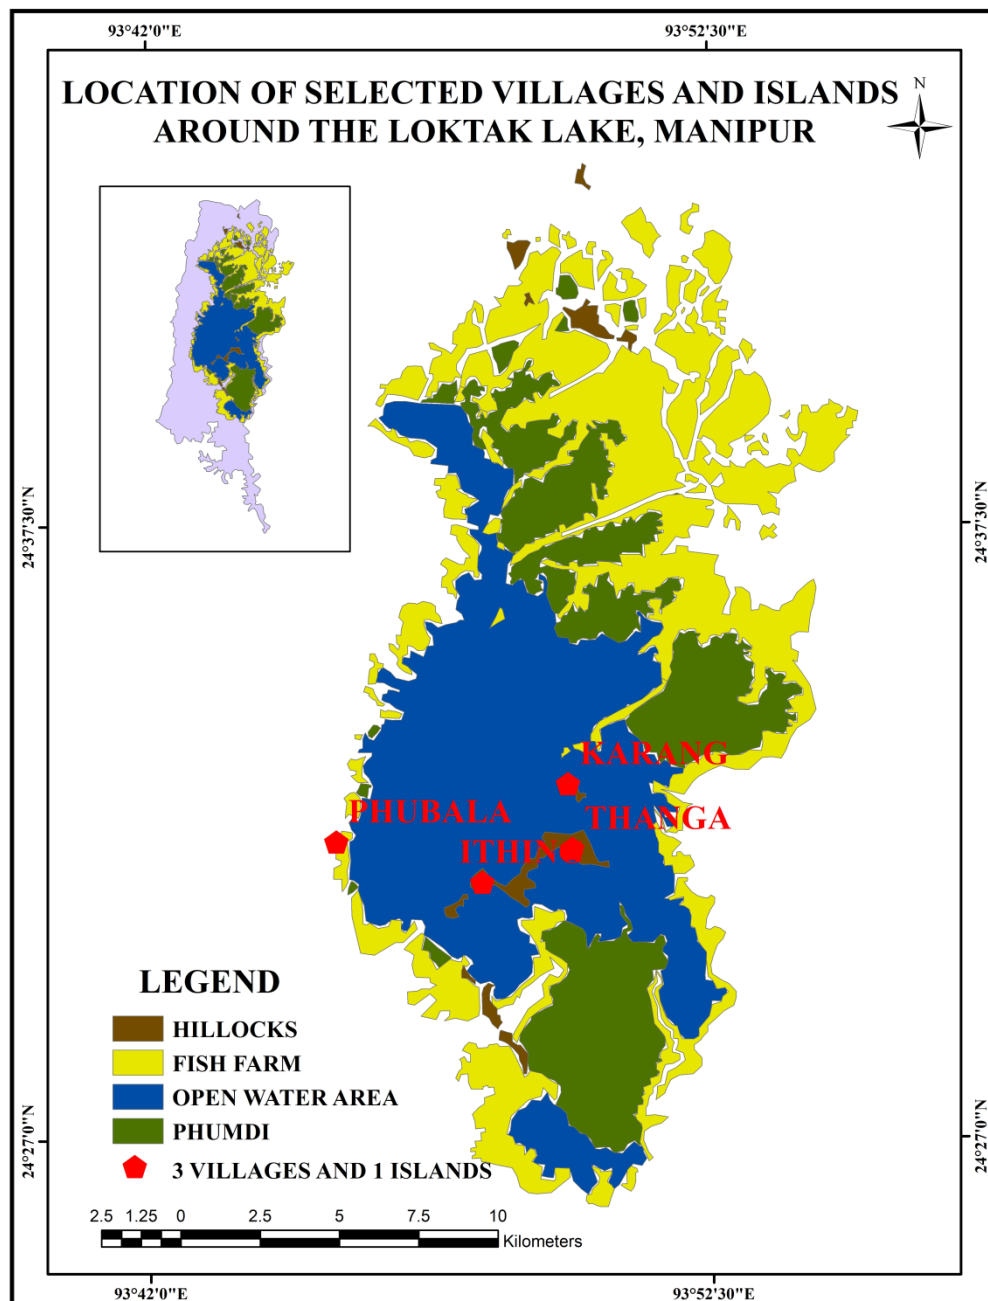 93°42'0"E 93°52'30"E
LOCATION OF SELECTED VILLAGES AND ISLANDS
AROUND THE LOKTAK LAKE, MANIPUR
N
24°37'30"N 24°37'30"N
KARANG
PHUBALA
THANGA
ITHING
LEGEND
HILLOCKS
FISH FARM
OPEN WATER AREA
PHUMDI
3 VILLAGES AND 1 ISLANDS
24°27'0"N 24°27'0"N
2.5 1.25 0 2.5 5 7.5 10
Kilometers
93°42'0"E 93°52'30"E